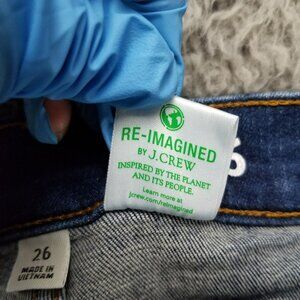 RE-IMAGINED
BY J.CREW
INSPIRED BY THE PLANET
AND ITS PEOPLE.
Learn more at
jcrew.com/reimagined
26
MADE IN
VIETNAM